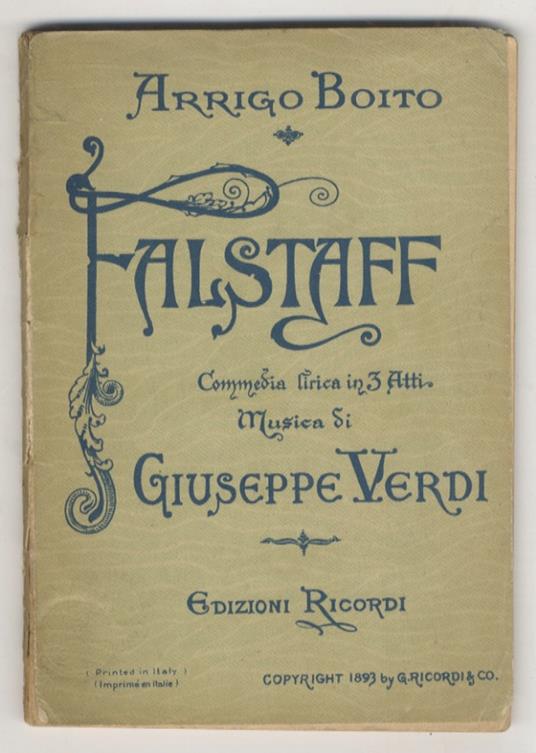 ARRIGO BOITO
FALSTAFF
Commedia lirica in 3 Atti.
Musica di
GIUSEPPE VERDI
EDIZIONI RICORDI
(Printed in Italy)
(Imprimé en Italie)
COPYRIGHT 1893 by G. RICORDI & CO.